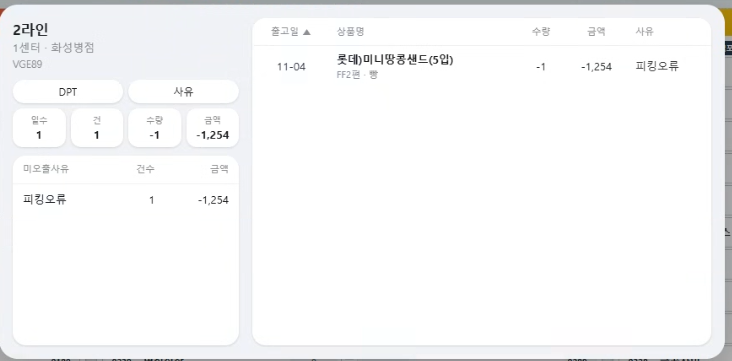 2라인
1센터 · 화성병점
VGE89
DPT 사유
일수 건 수량 금액
1 1 -1 -1,254
미오출사유 건수 금액
피킹오류 1 -1,254
출고일 ▲ 상품명 수량 금액 사유
11-04 롯데)미니땅콩샌드(5입) -1 -1,254 피킹오류
FF2편 · 빵